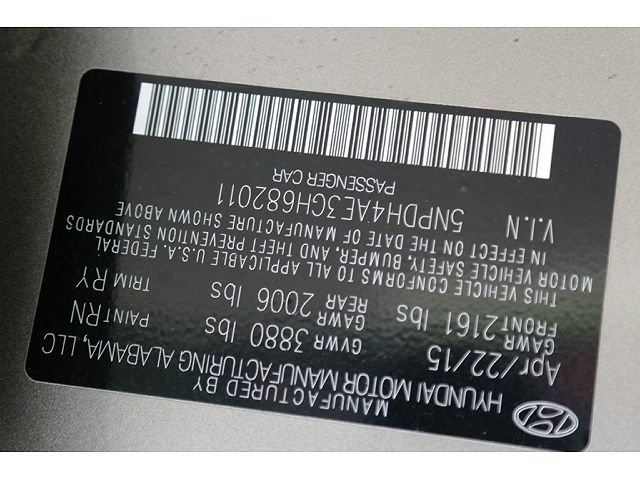 MANUFACTURED BY
HYUNDAI MOTOR MANUFACTURING ALABAMA, LLC
Apr/22/15 GVWR 3880 lbs PAINT RN
GAWR FRONT 2161 lbs GAWR REAR 2006 lbs TRIM RY
THIS VEHICLE CONFORMS TO ALL APPLICABLE U.S.A. FEDERAL
MOTOR VEHICLE SAFETY, BUMPER, AND THEFT PREVENTION STANDARDS
IN EFFECT ON THE DATE OF MANUFACTURE SHOWN ABOVE
V.I.N 5NPDH4AE3GH682011
PASSENGER CAR